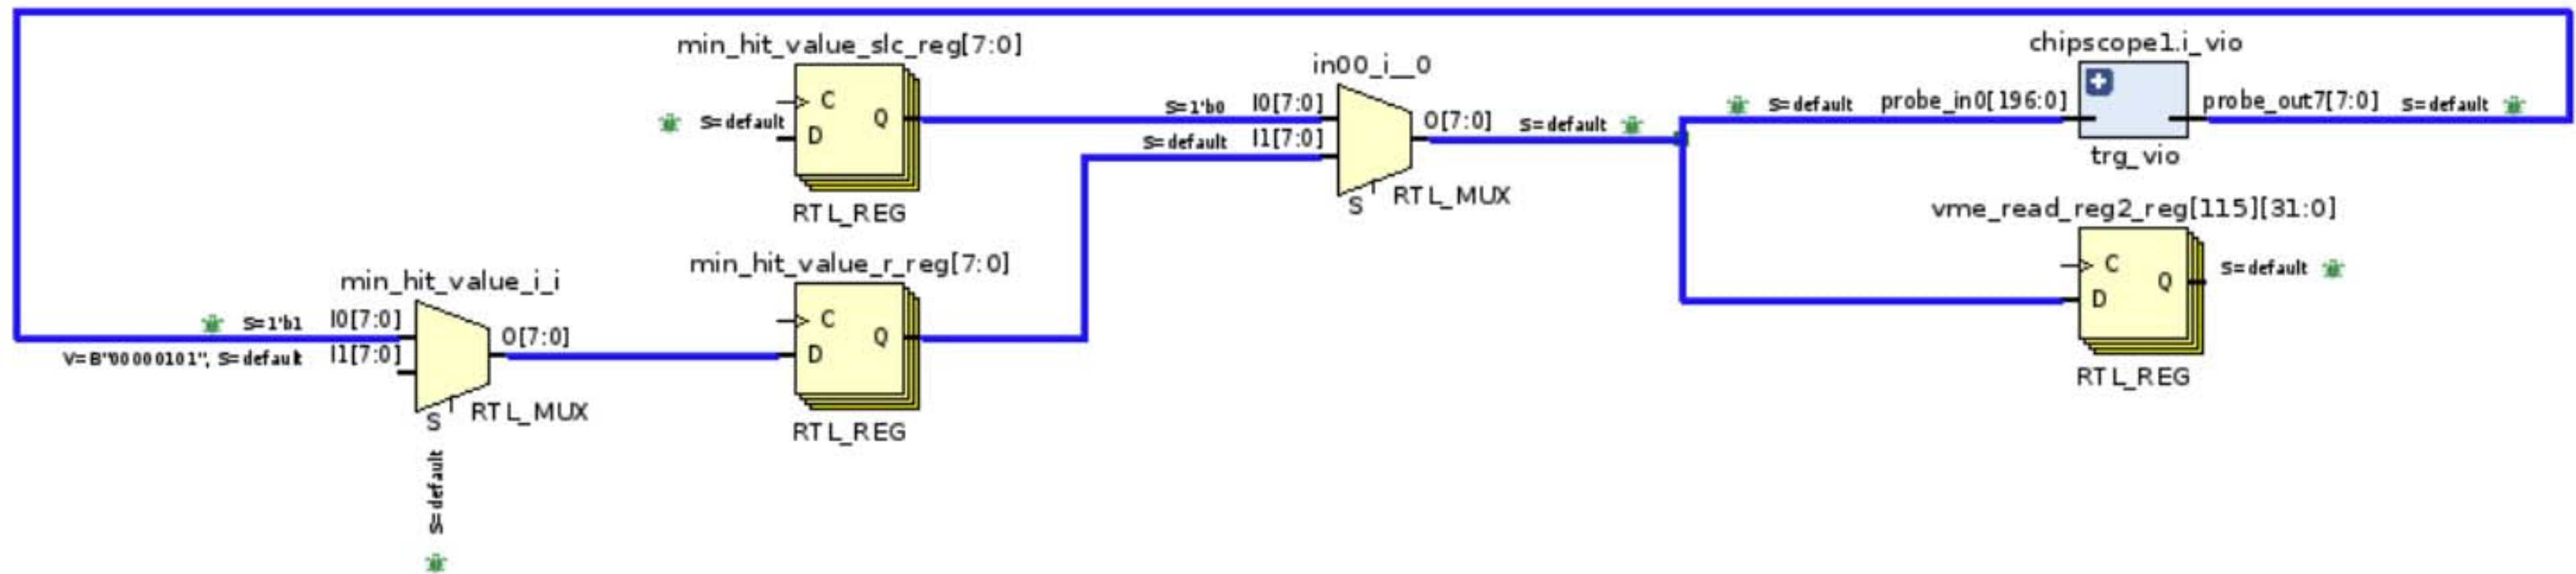 min_hit_value_slc_reg[7:0]
C
S=default
D
Q
RTL_REG
in00_i__0
S=1'b0
I0[7:0]
S=default
I1[7:0]
O[7:0]
S=default
S
RTL_MUX
chipscope1.i_vio
S=default
probe_in0[196:0]
probe_out7[7:0]
S=default
trg_vio
vme_read_reg2_reg[115][31:0]
C
D
Q
S=default
RTL_REG
min_hit_value_i_i
S=1'b1
I0[7:0]
V=B"00000101", S=default
I1[7:0]
O[7:0]
S
RTL_MUX
S=default
min_hit_value_r_reg[7:0]
C
D
Q
RTL_REG